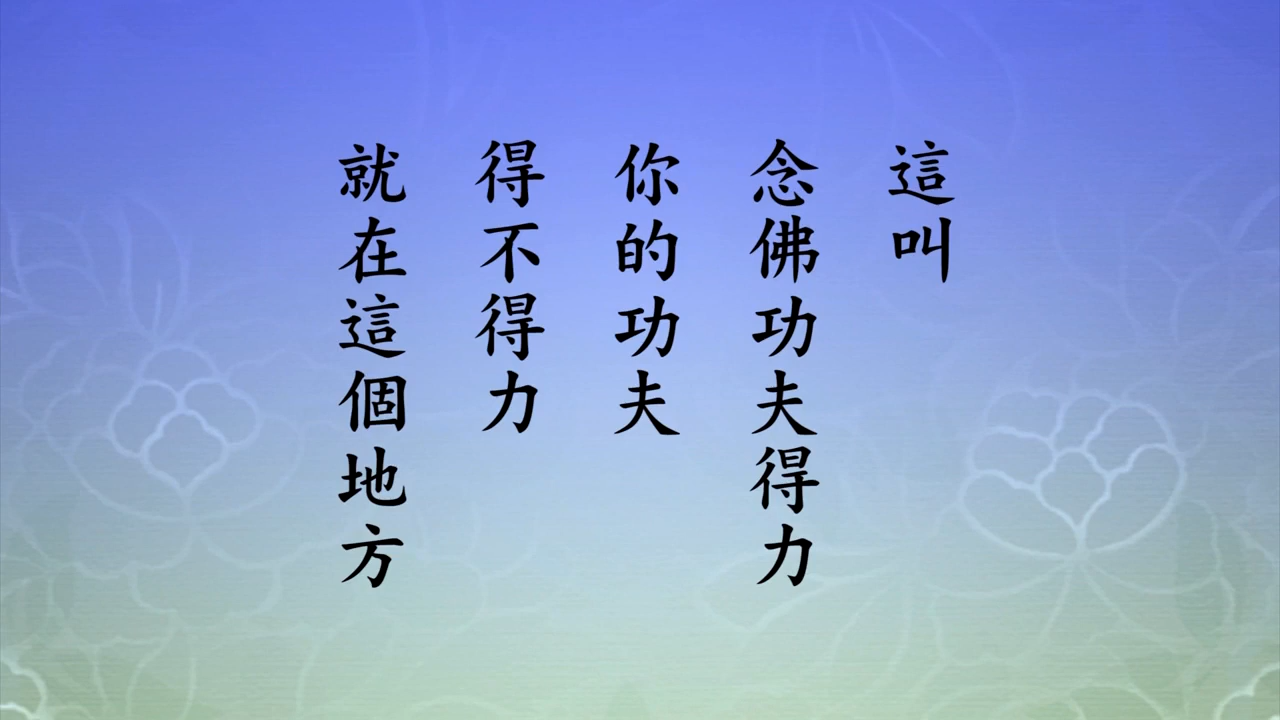 這叫
念佛功夫得力
你的功夫
得不得力
就在這個地方